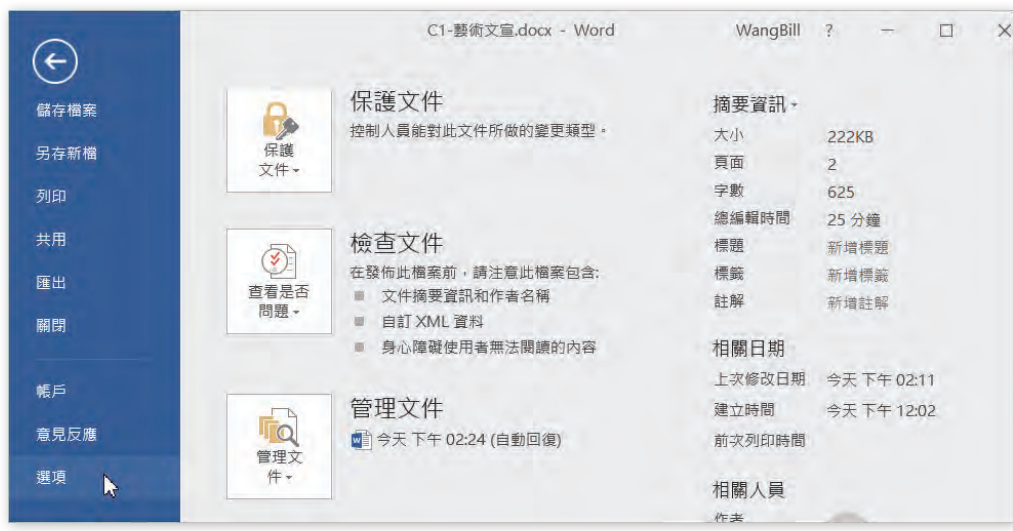 C1-藝術文宣.docx - Word
WangBill
?
儲存檔案
另存新檔
列印
共用
匯出
關閉
帳戶
意見反應
選項
保護
文件
保護文件
控制人員能對此文件所做的變更類型。
查看是否
問題
檢查文件
在發佈此檔案前，請注意此檔案包含:
文件摘要資訊和作者名稱
自訂 XML 資料
身心障礙使用者無法閱讀的內容
管理文
件
管理文件
今天 下午 02:24 (自動回復)
摘要資訊
大小 222KB
頁面 2
字數 625
總編輯時間 25 分鐘
標題 新增標題
標籤 新增標籤
註解 新增註解
相關日期
上次修改日期 今天 下午 02:11
建立時間 今天 下午 12:02
前次列印時間
相關人員
作者